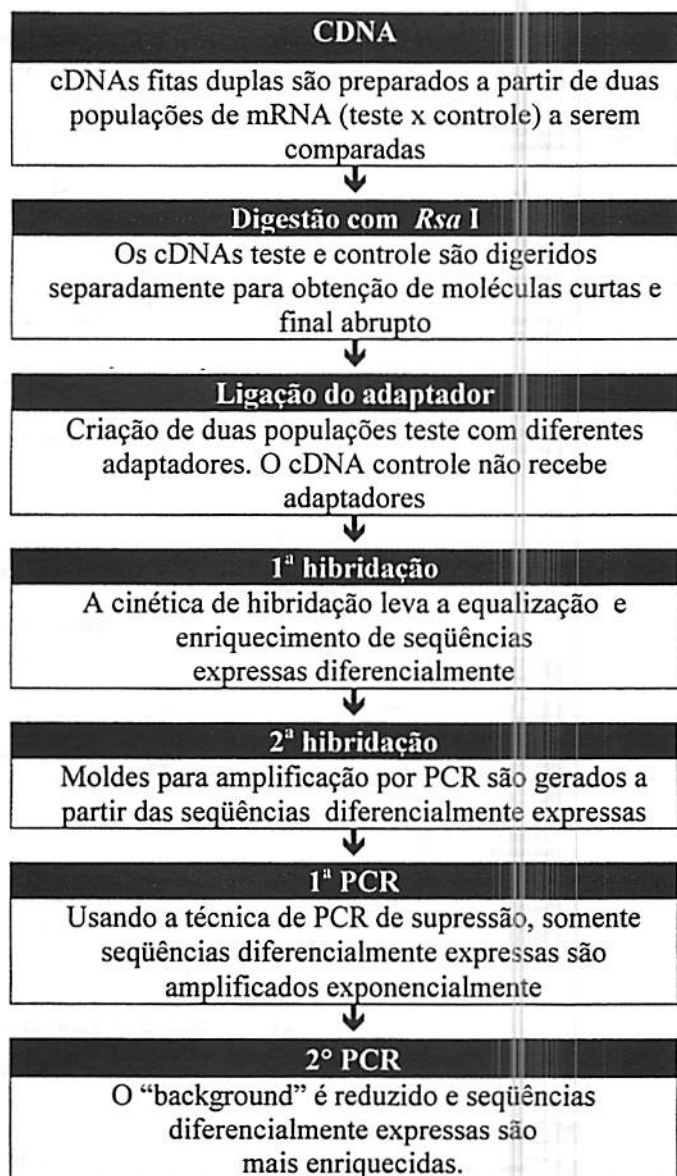 CDNA
cDNAs fitas duplas são preparados a partir de duas
populações de mRNA (teste x controle) a serem
comparadas
Digestão com Rsa I
Os cDNAs teste e controle são digeridos
separadamente para obtenção de moléculas curtas e
final abrupto
Ligação do adaptador
Criação de duas populações teste com diferentes
adaptadores. O cDNA controle não recebe
adaptadores
1ª hibridação
A cinética de hibridação leva a equalização e
enriquecimento de seqüências
expressas diferencialmente
2ª hibridação
Moldes para amplificação por PCR são gerados a
partir das seqüências diferencialmente expressas
1ª PCR
Usando a técnica de PCR de supressão, somente
seqüências diferencialmente expressas são
amplificados exponencialmente
2° PCR
O “background” é reduzido e seqüências
diferencialmente expressas são
mais enriquecidas.